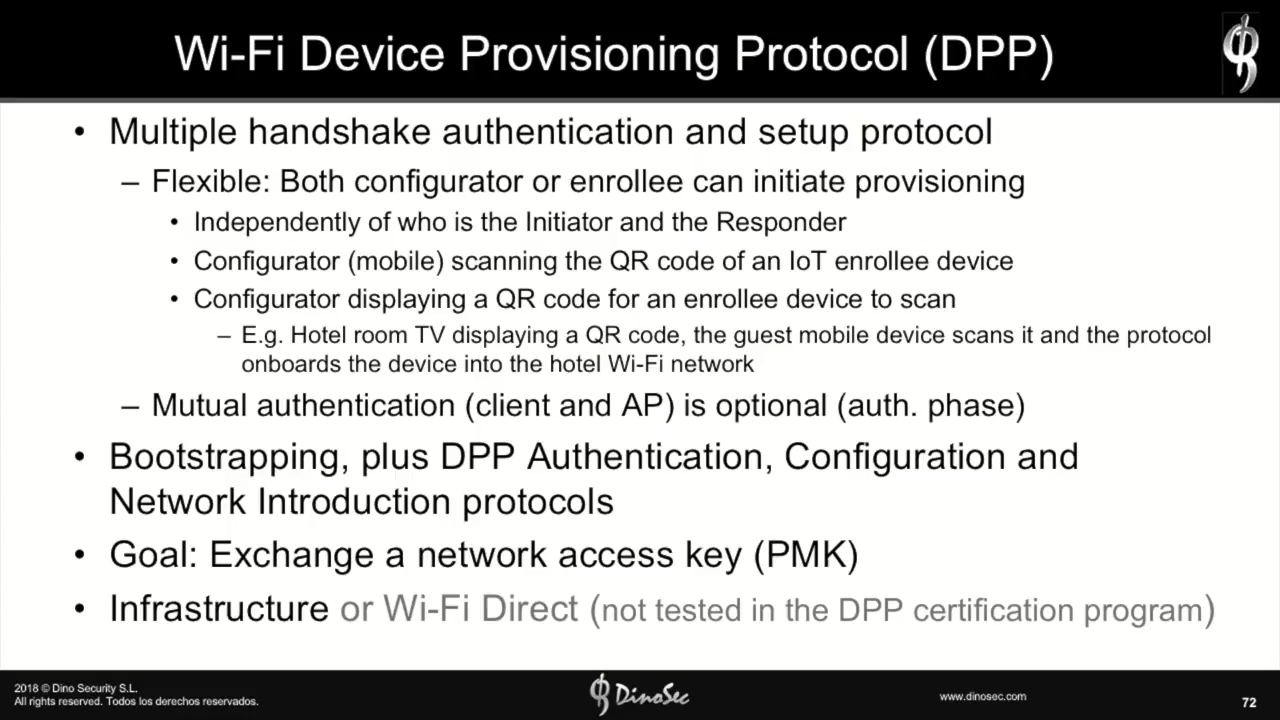 Wi-Fi Device Provisioning Protocol (DPP)
• Multiple handshake authentication and setup protocol
– Flexible: Both configurator or enrollee can initiate provisioning
• Independently of who is the Initiator and the Responder
• Configurator (mobile) scanning the QR code of an IoT enrollee device
• Configurator displaying a QR code for an enrollee device to scan
– E.g. Hotel room TV displaying a QR code, the guest mobile device scans it and the protocol
onboards the device into the hotel Wi-Fi network
– Mutual authentication (client and AP) is optional (auth. phase)
• Bootstrapping, plus DPP Authentication, Configuration and
Network Introduction protocols
• Goal: Exchange a network access key (PMK)
• Infrastructure or Wi-Fi Direct (not tested in the DPP certification program)
2018 © Dino Security S.L.
All rights reserved. Todos los derechos reservados.
DinoSec
www.dinosec.com
72